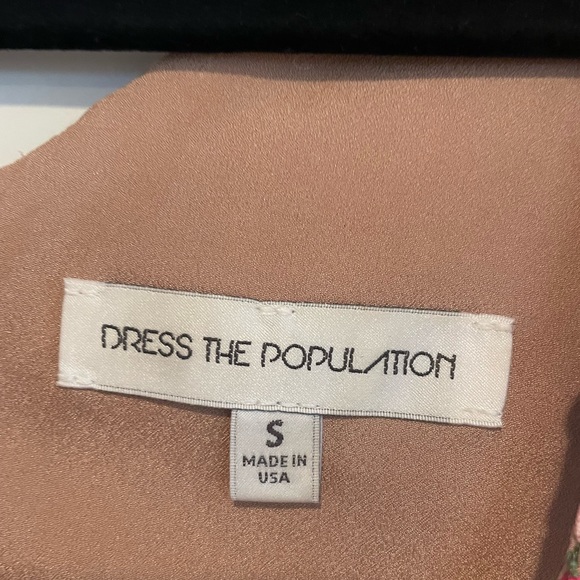 DRESS THE POPULATION
S
MADE IN
USA